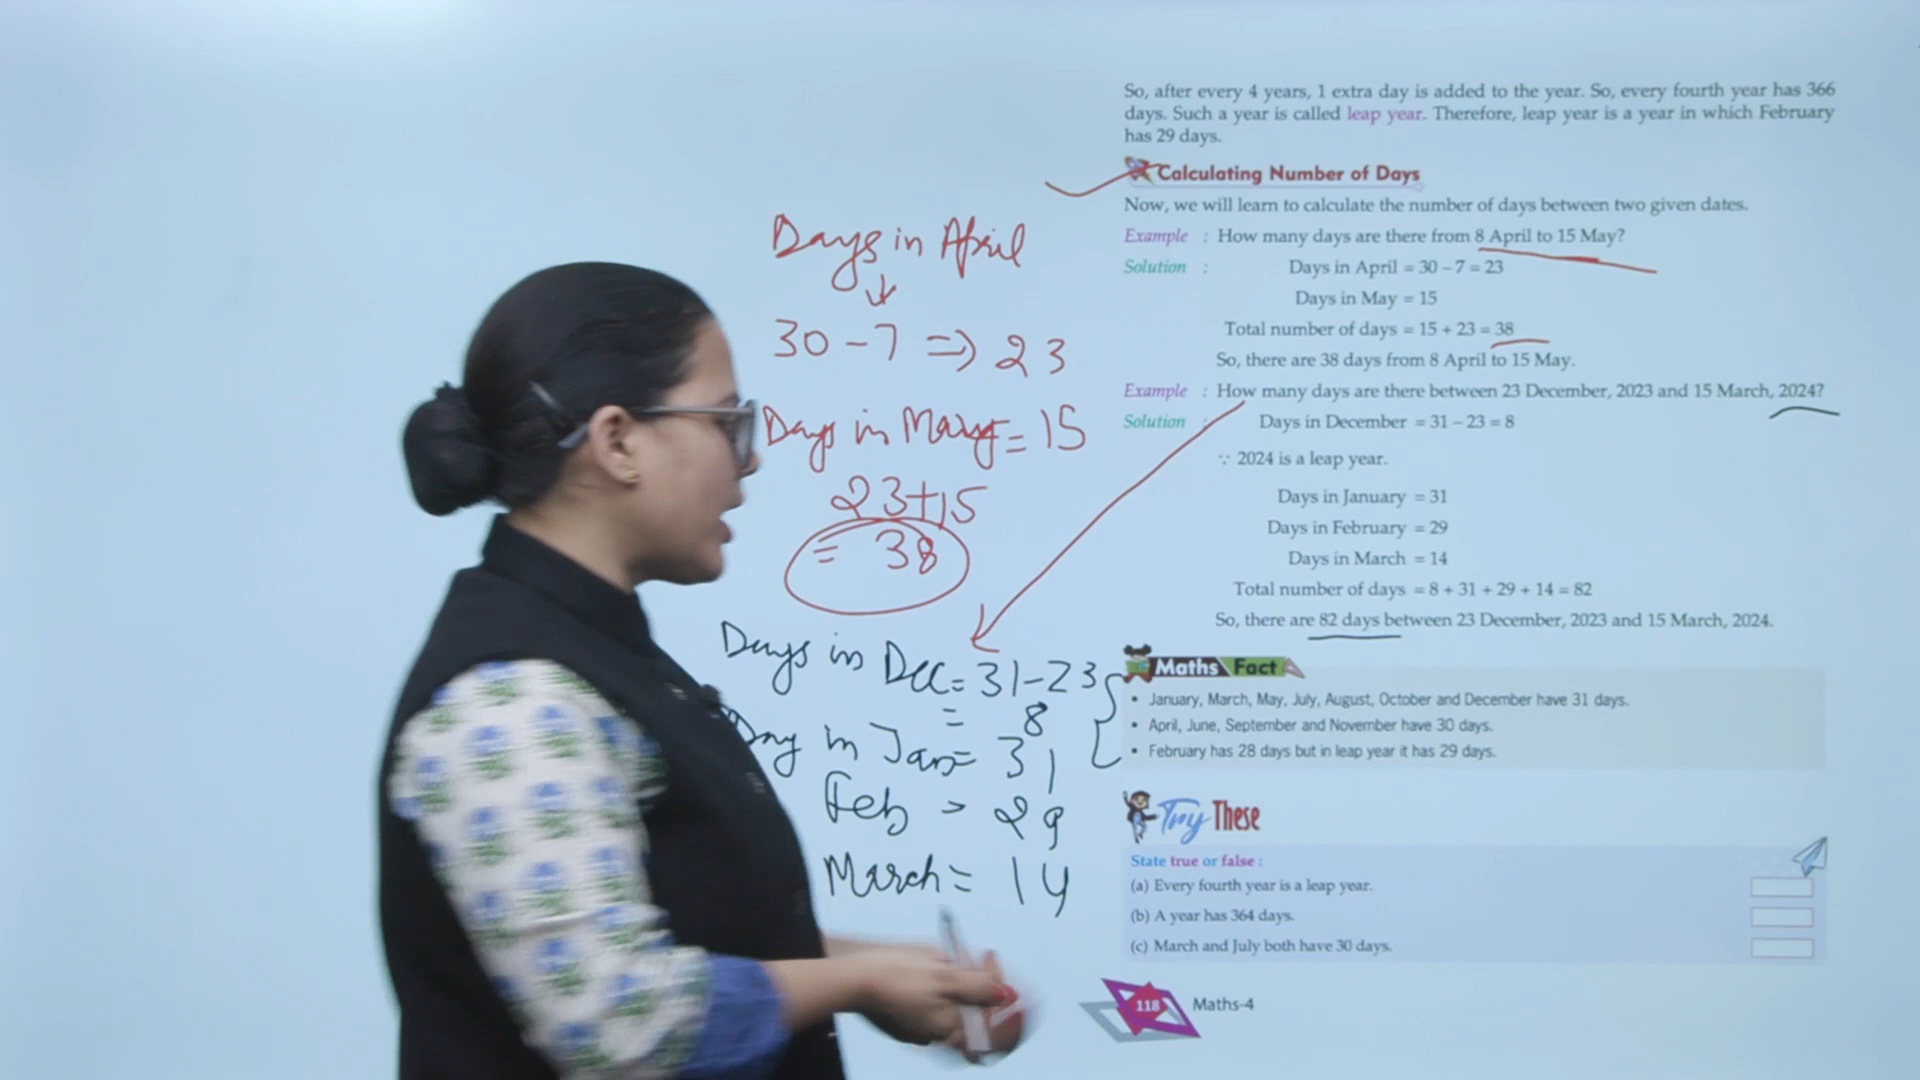 So, after every 4 years, 1 extra day is added to the year. So, every fourth year has 366
days. Such a year is called leap year. Therefore, leap year is a year in which February
has 29 days.
Calculating Number of Days
Now, we will learn to calculate the number of days between two given dates.
Example : How many days are there from 8 April to 15 May?
Solution : Days in April = 30 – 7 = 23
Days in May = 15
Total number of days = 15 + 23 = 38
So, there are 38 days from 8 April to 15 May.
Example : How many days are there between 23 December, 2023 and 15 March, 2024?
Solution : Days in December = 31 – 23 = 8
∵ 2024 is a leap year.
Days in January = 31
Days in February = 29
Days in March = 14
Total number of days = 8 + 31 + 29 + 14 = 82
So, there are 82 days between 23 December, 2023 and 15 March, 2024.
Maths Fact
• January, March, May, July, August, October and December have 31 days.
• April, June, September and November have 30 days.
• February has 28 days but in leap year it has 29 days.
Try These
State true or false :
(a) Every fourth year is a leap year.
(b) A year has 364 days.
(c) March and July both have 30 days.
118 Maths-4
Days in April
↓
30 – 7 ⇒ 23
Days in May = 15
23 + 15
= 38
Days in Dec = 31 – 23
= 8
Day in Jan = 31
Feb = 29
March = 14